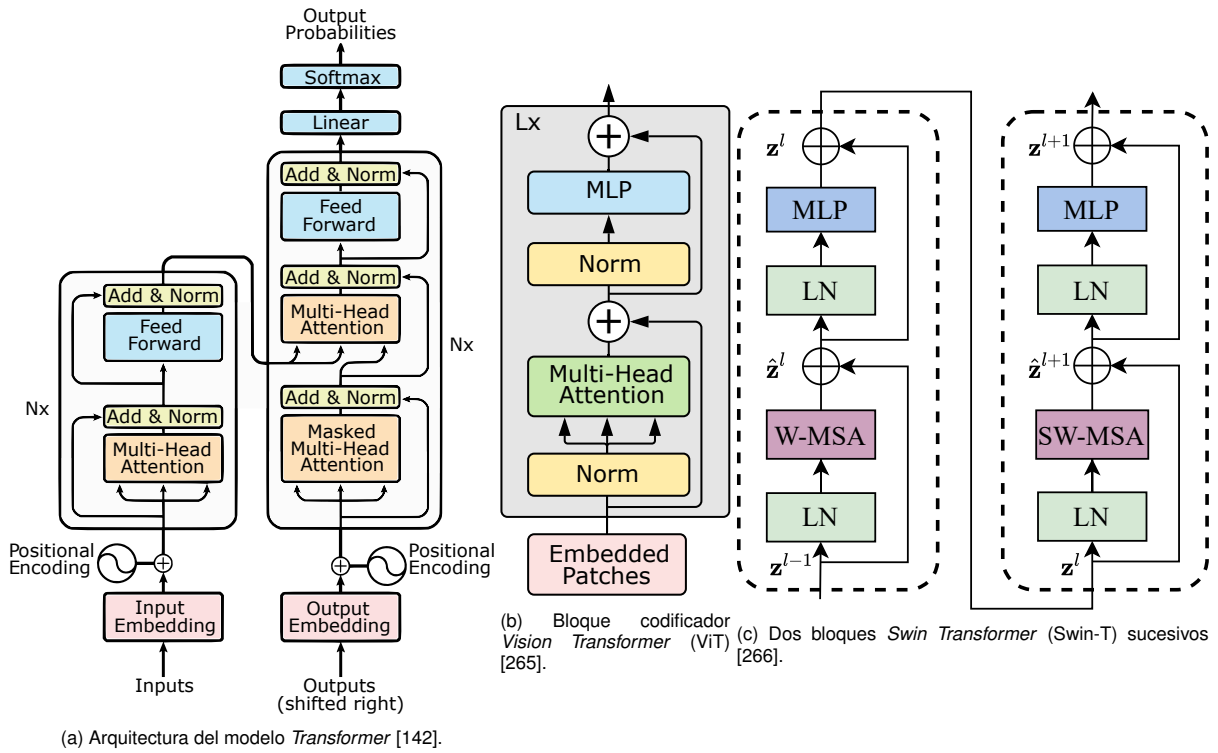 Output
Probabilities
Softmax
Linear
Add & Norm
Feed
Forward
Add & Norm
Multi-Head
Attention
Nx
Add & Norm
Masked
Multi-Head
Attention
Positional
Encoding
Output
Embedding
Outputs
(shifted right)
Add & Norm
Feed
Forward
Nx
Add & Norm
Multi-Head
Attention
Positional
Encoding
Input
Embedding
Inputs
(a) Arquitectura del modelo Transformer [142].
Lx
+
MLP
Norm
+
Multi-Head
Attention
Norm
Embedded
Patches
(b) Bloque codificador
Vision Transformer (ViT)
[265].
z^l
MLP
LN
ẑ^l
W-MSA
LN
z^{l−1}
z^{l+1}
MLP
LN
ẑ^{l+1}
SW-MSA
LN
z^l
(c) Dos bloques Swin Transformer (Swin-T) sucesivos
[266].